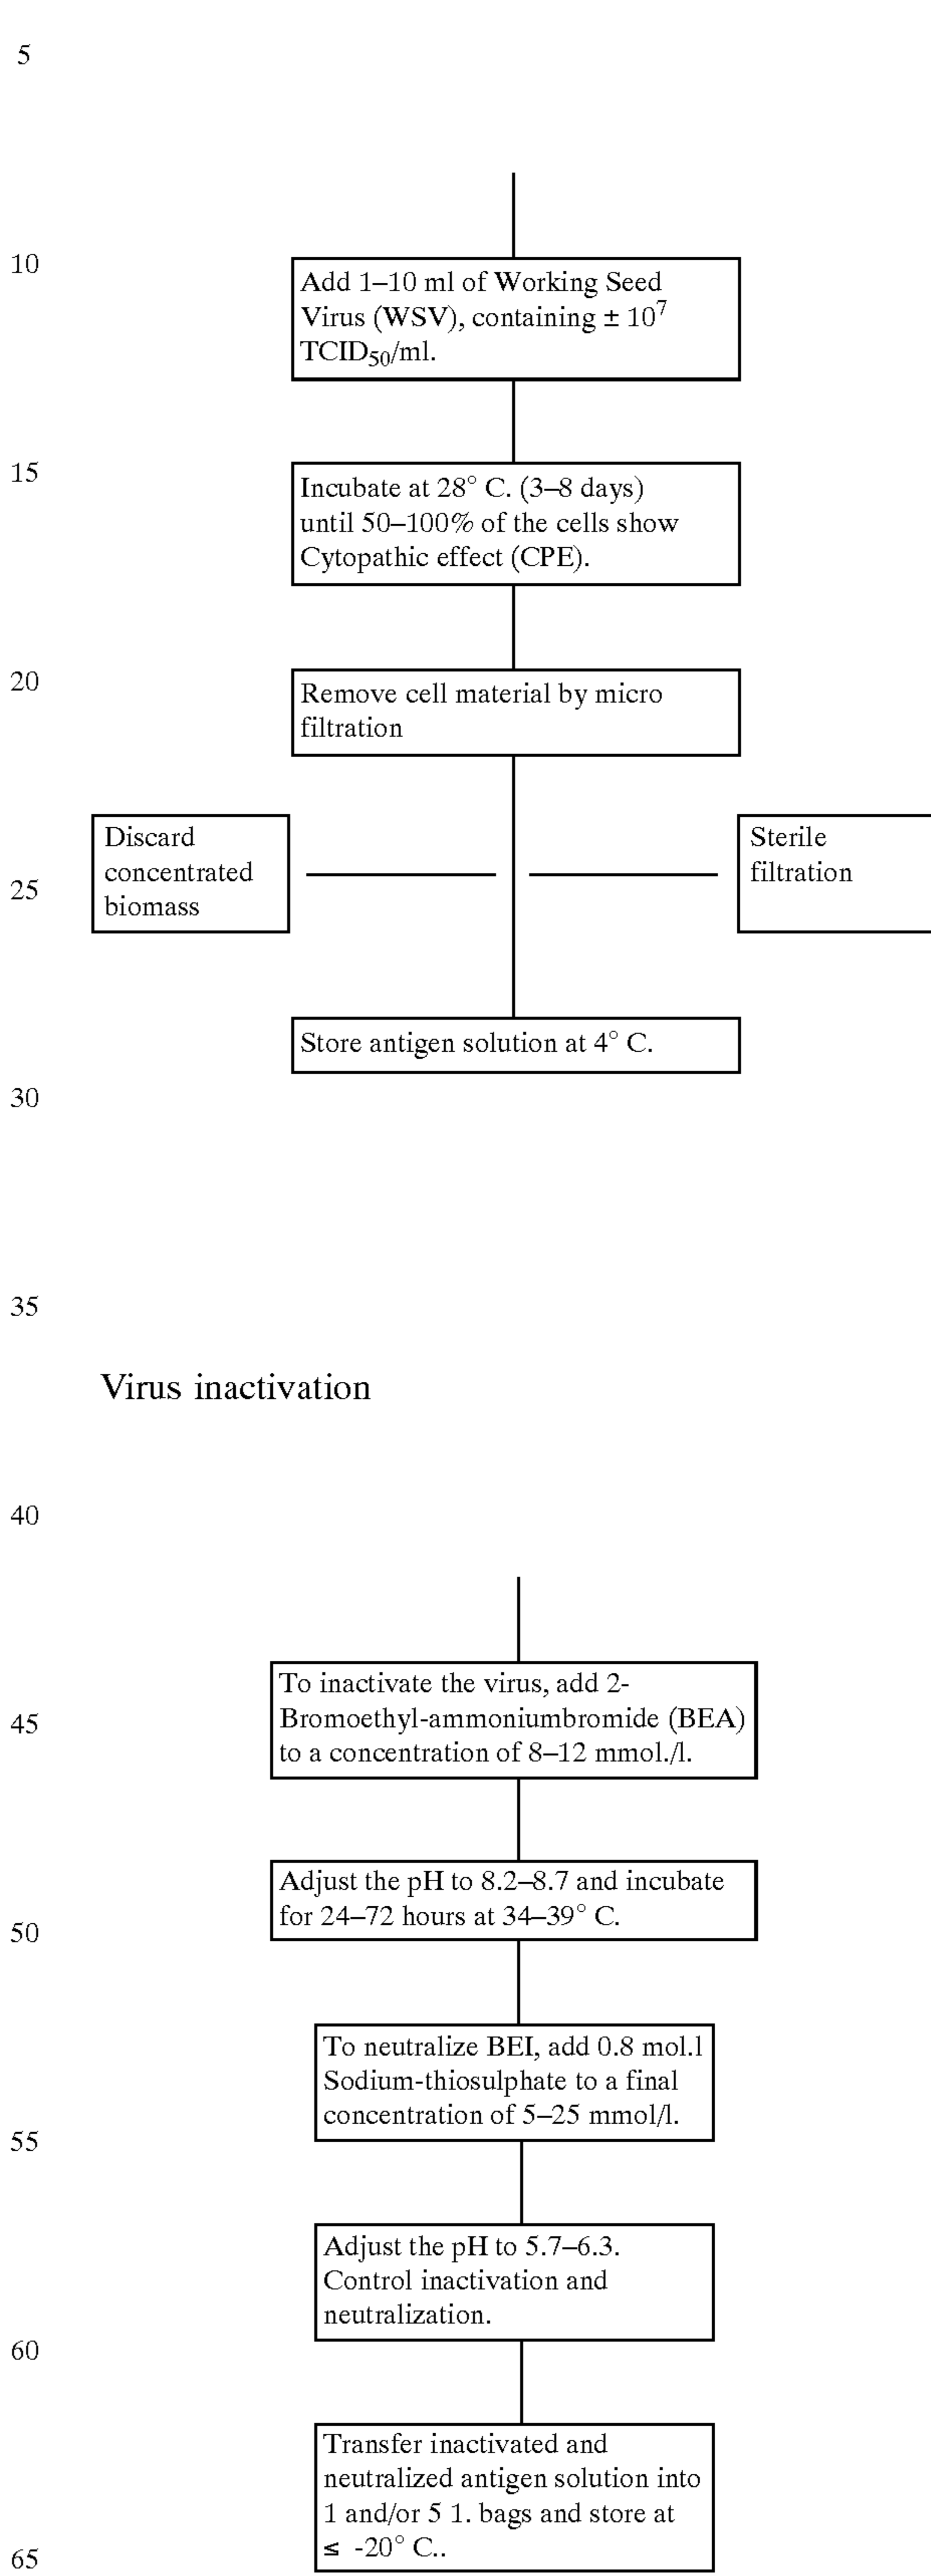 5
10
Add 1–10 ml of Working Seed
Virus (WSV), containing ± 10⁷
TCID₅₀/ml.
15
Incubate at 28° C. (3–8 days)
until 50–100% of the cells show
Cytopathic effect (CPE).
20
Remove cell material by micro
filtration
Discard
concentrated
biomass
Sterile
filtration
25
Store antigen solution at 4° C.
30
35
Virus inactivation
40
To inactivate the virus, add 2-
Bromoethyl-ammoniumbromide (BEA)
to a concentration of 8–12 mmol./l.
45
Adjust the pH to 8.2–8.7 and incubate
for 24–72 hours at 34–39° C.
50
To neutralize BEI, add 0.8 mol.l
Sodium-thiosulphate to a final
concentration of 5–25 mmol/l.
55
Adjust the pH to 5.7–6.3.
Control inactivation and
neutralization.
60
Transfer inactivated and
neutralized antigen solution into
1 and/or 5 1. bags and store at
≤ -20° C..
65